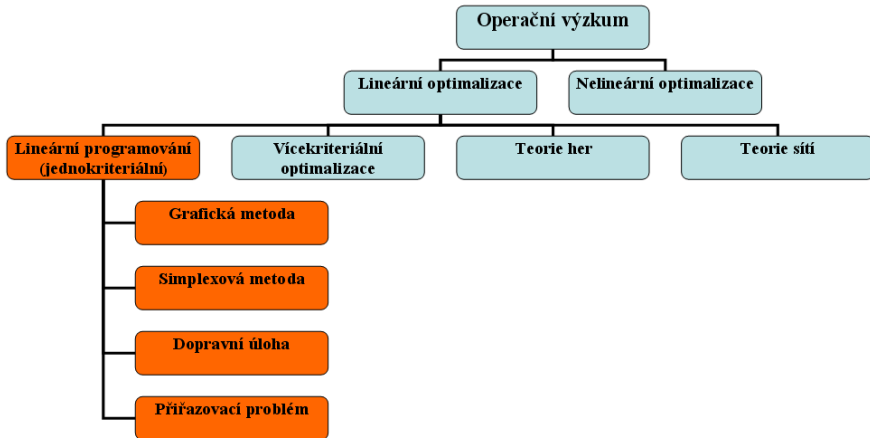 Operační výzkum
Lineární optimalizace
Nelineární optimalizace
Lineární programování
(jednokriteriální)
Vícekriteriální
optimalizace
Teorie her
Teorie sítí
Grafická metoda
Simplexová metoda
Dopravní úloha
Přiřazovací problém